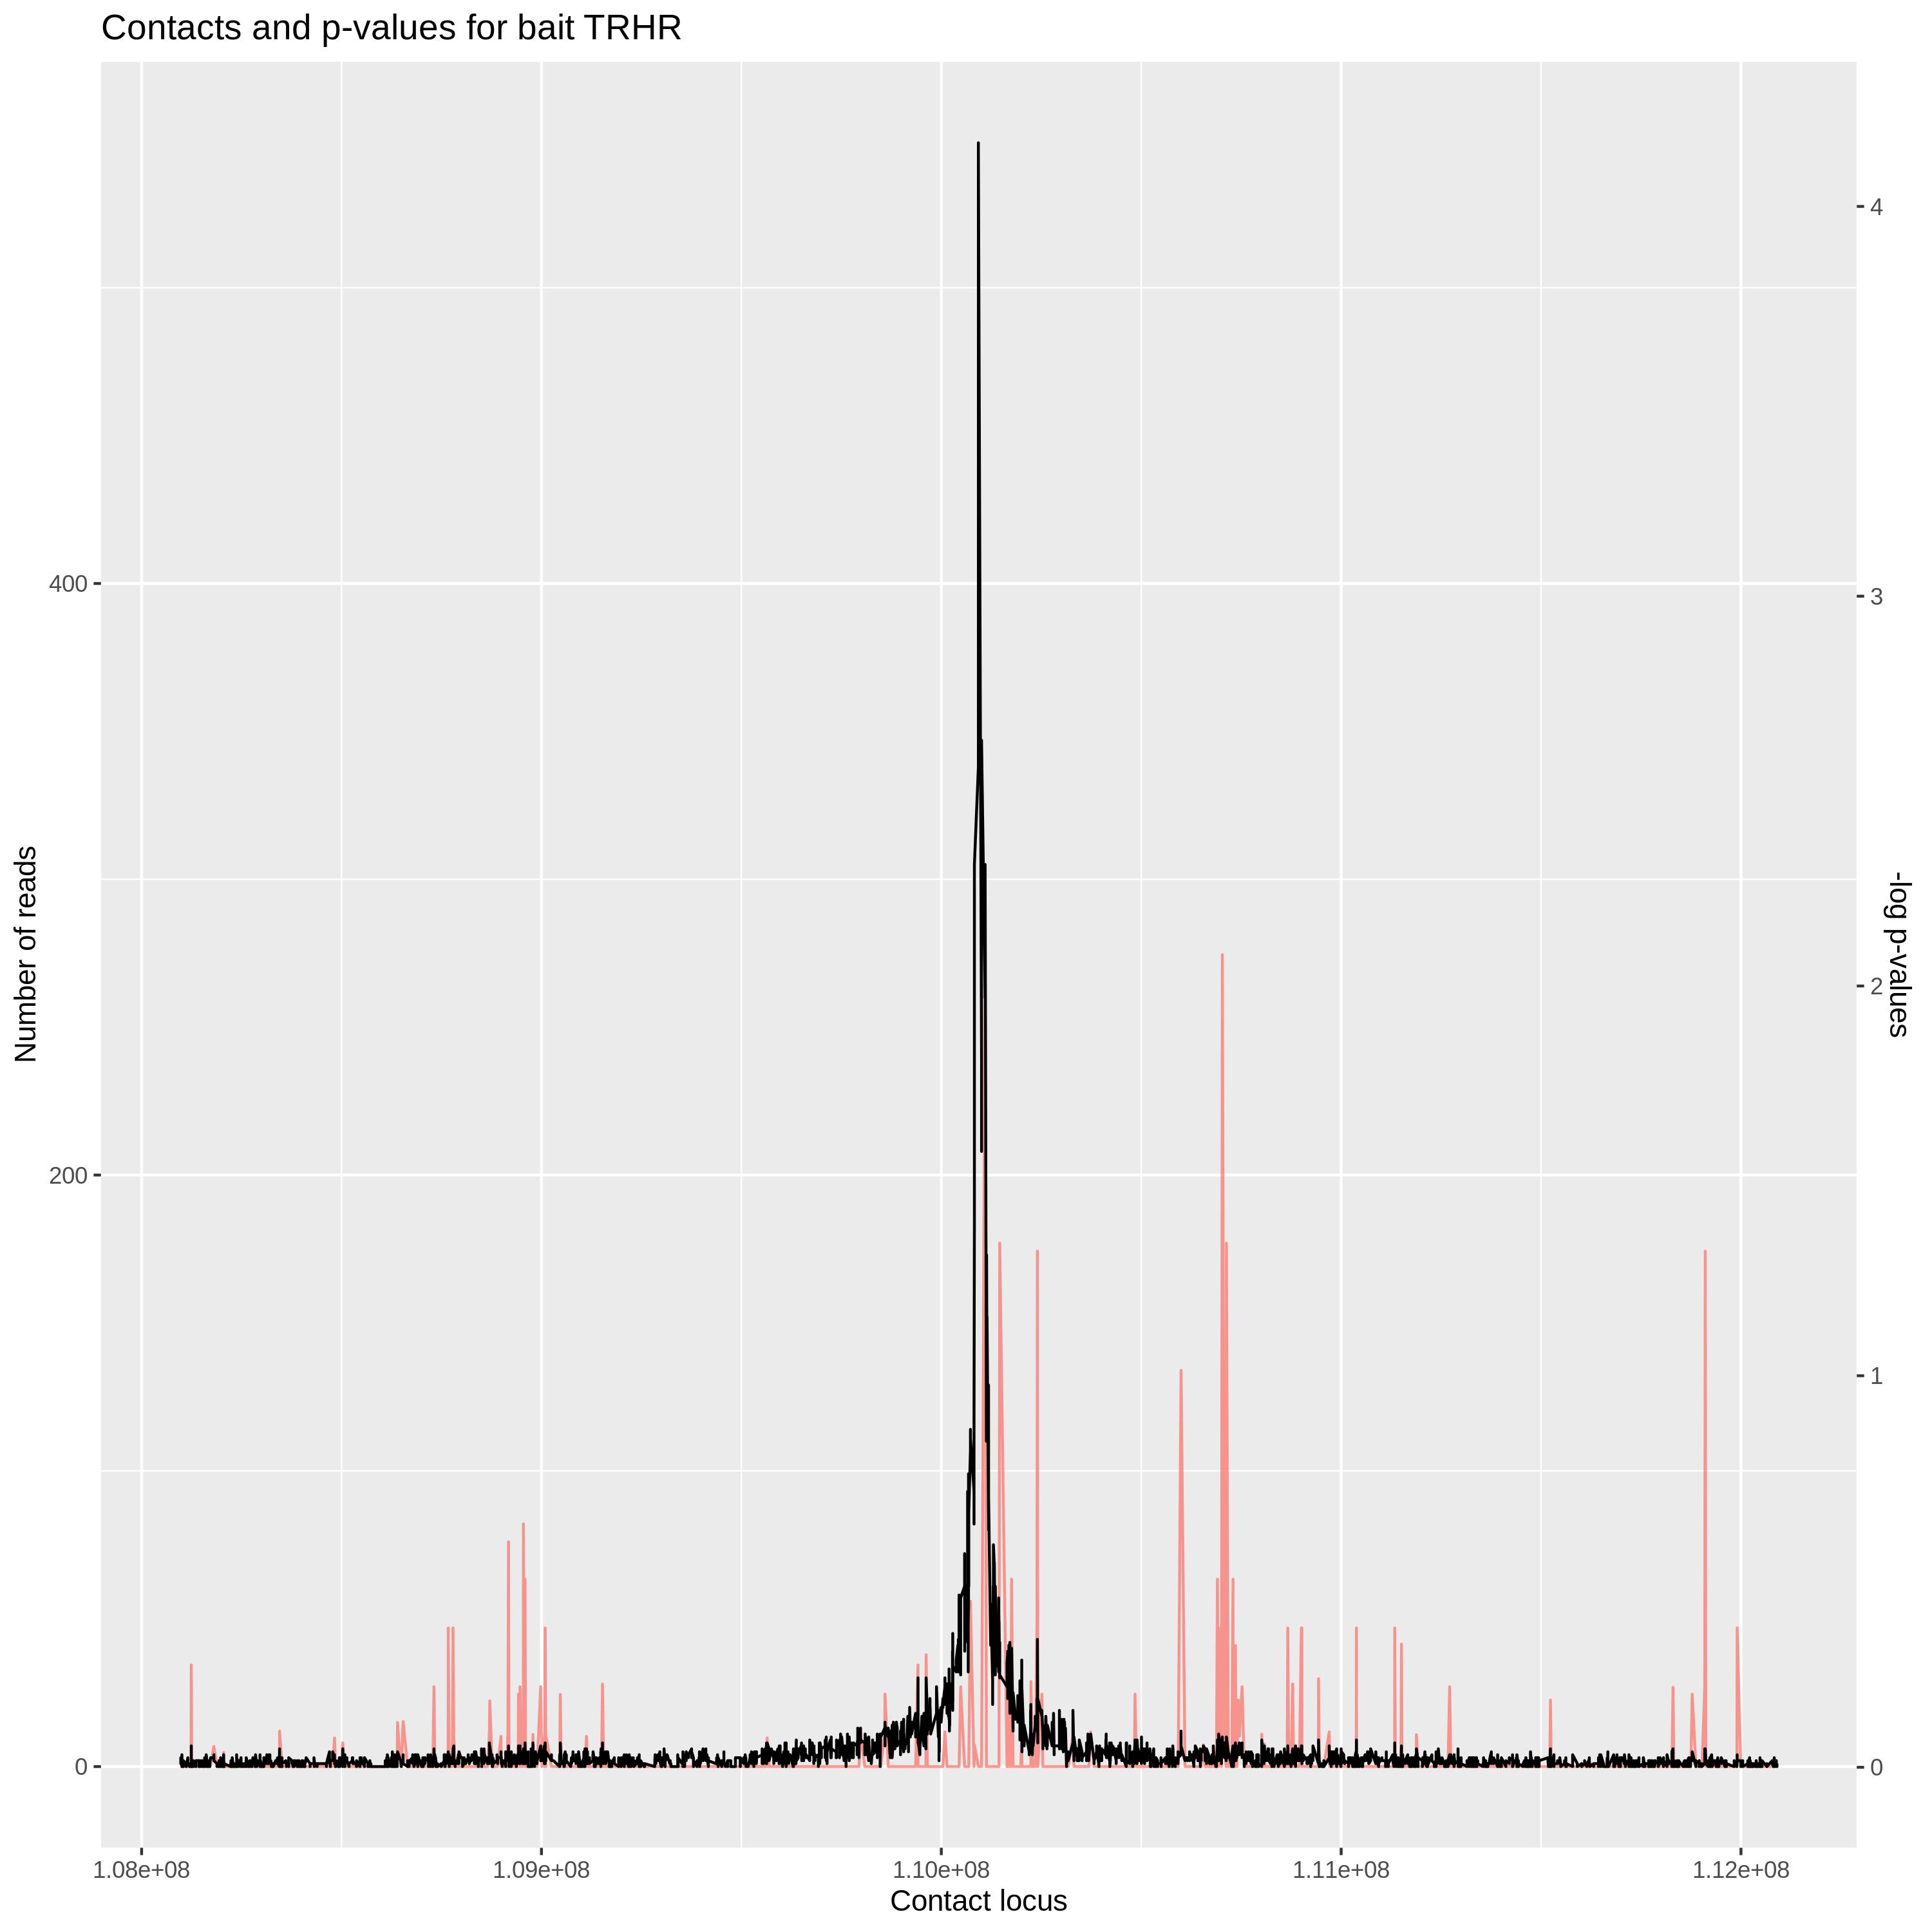 Contacts and p-values for bait TRHR
Number of reads
400
200
0
4
3
2
1
0
-log p-values
1.08e+08
1.09e+08
1.10e+08
1.11e+08
1.12e+08
Contact locus